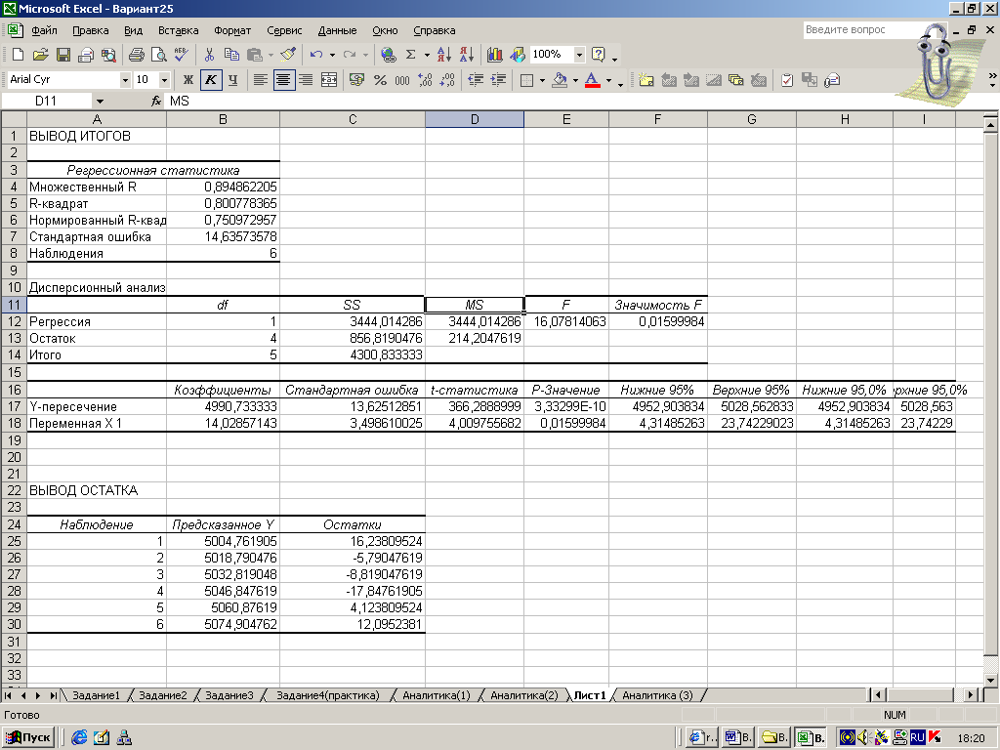 Microsoft Excel - Вариант25
Файл Правка Вид Вставка Формат Сервис Данные Окно Справка Введите вопрос
100%
Arial Cyr 10 Ж К Ч % 000
D11 fx MS
A B C D E F G H I
1 ВЫВОД ИТОГОВ
2
3 Регрессионная статистика
4 Множественный R 0,894862205
5 R-квадрат 0,800778365
6 Нормированный R-квад 0,750972957
7 Стандартная ошибка 14,63573578
8 Наблюдения 6
9
10 Дисперсионный анализ
11 df SS MS F Значимость F
12 Регрессия 1 3444,014286 3444,014286 16,07814063 0,01599984
13 Остаток 4 856,8190476 214,2047619
14 Итого 5 4300,833333
15
16 Коэффициенты Стандартная ошибка t-статистика P-Значение Нижние 95% Верхние 95% Нижние 95,0% рхние 95,0%
17 Y-пересечение 4990,733333 13,62512851 366,2888999 3,33299E-10 4952,903834 5028,562833 4952,903834 5028,563
18 Переменная X 1 14,02857143 3,498610025 4,009755682 0,01599984 4,31485263 23,74229023 4,31485263 23,74229
19
20
21
22 ВЫВОД ОСТАТКА
23
24 Наблюдение Предсказанное Y Остатки
25 1 5004,761905 16,23809524
26 2 5018,790476 -5,79047619
27 3 5032,819048 -8,819047619
28 4 5046,847619 -17,84761905
29 5 5060,87619 4,123809524
30 6 5074,904762 12,0952381
31
32
33
Задание1 Задание2 Задание3 Задание4(практика) Аналитика(1) Аналитика(2) Лист1 Аналитика (3)
Готово NUM
Пуск г.. В. В. В. RU 18:20